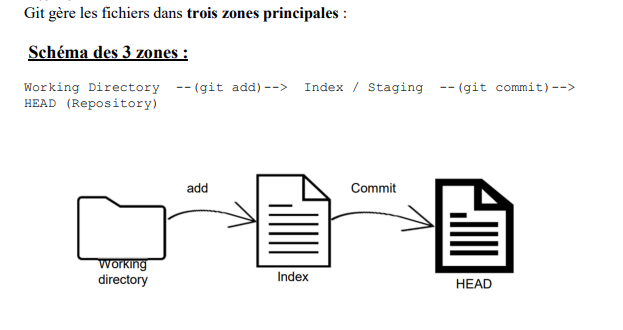 Git gère les fichiers dans trois zones principales :
Schéma des 3 zones :
Working Directory --(git add)--> Index / Staging --(git commit)-->
HEAD (Repository)
add
Commit
Working
directory
Index
HEAD